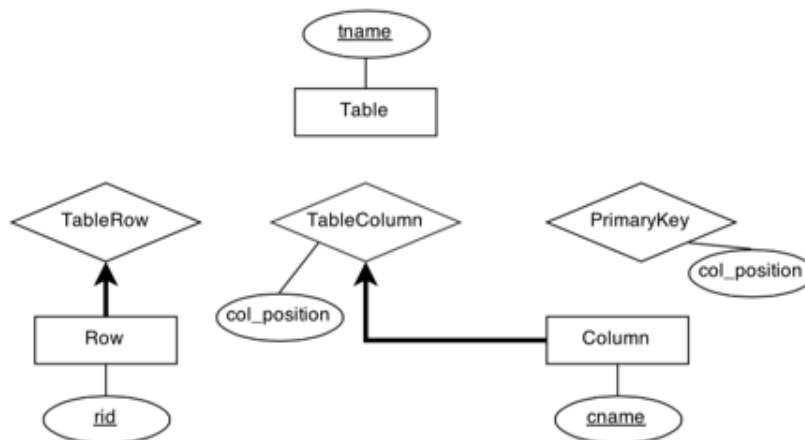 tname
Table
TableRow
TableColumn
PrimaryKey
col_position
col_position
Row
Column
rid
cname